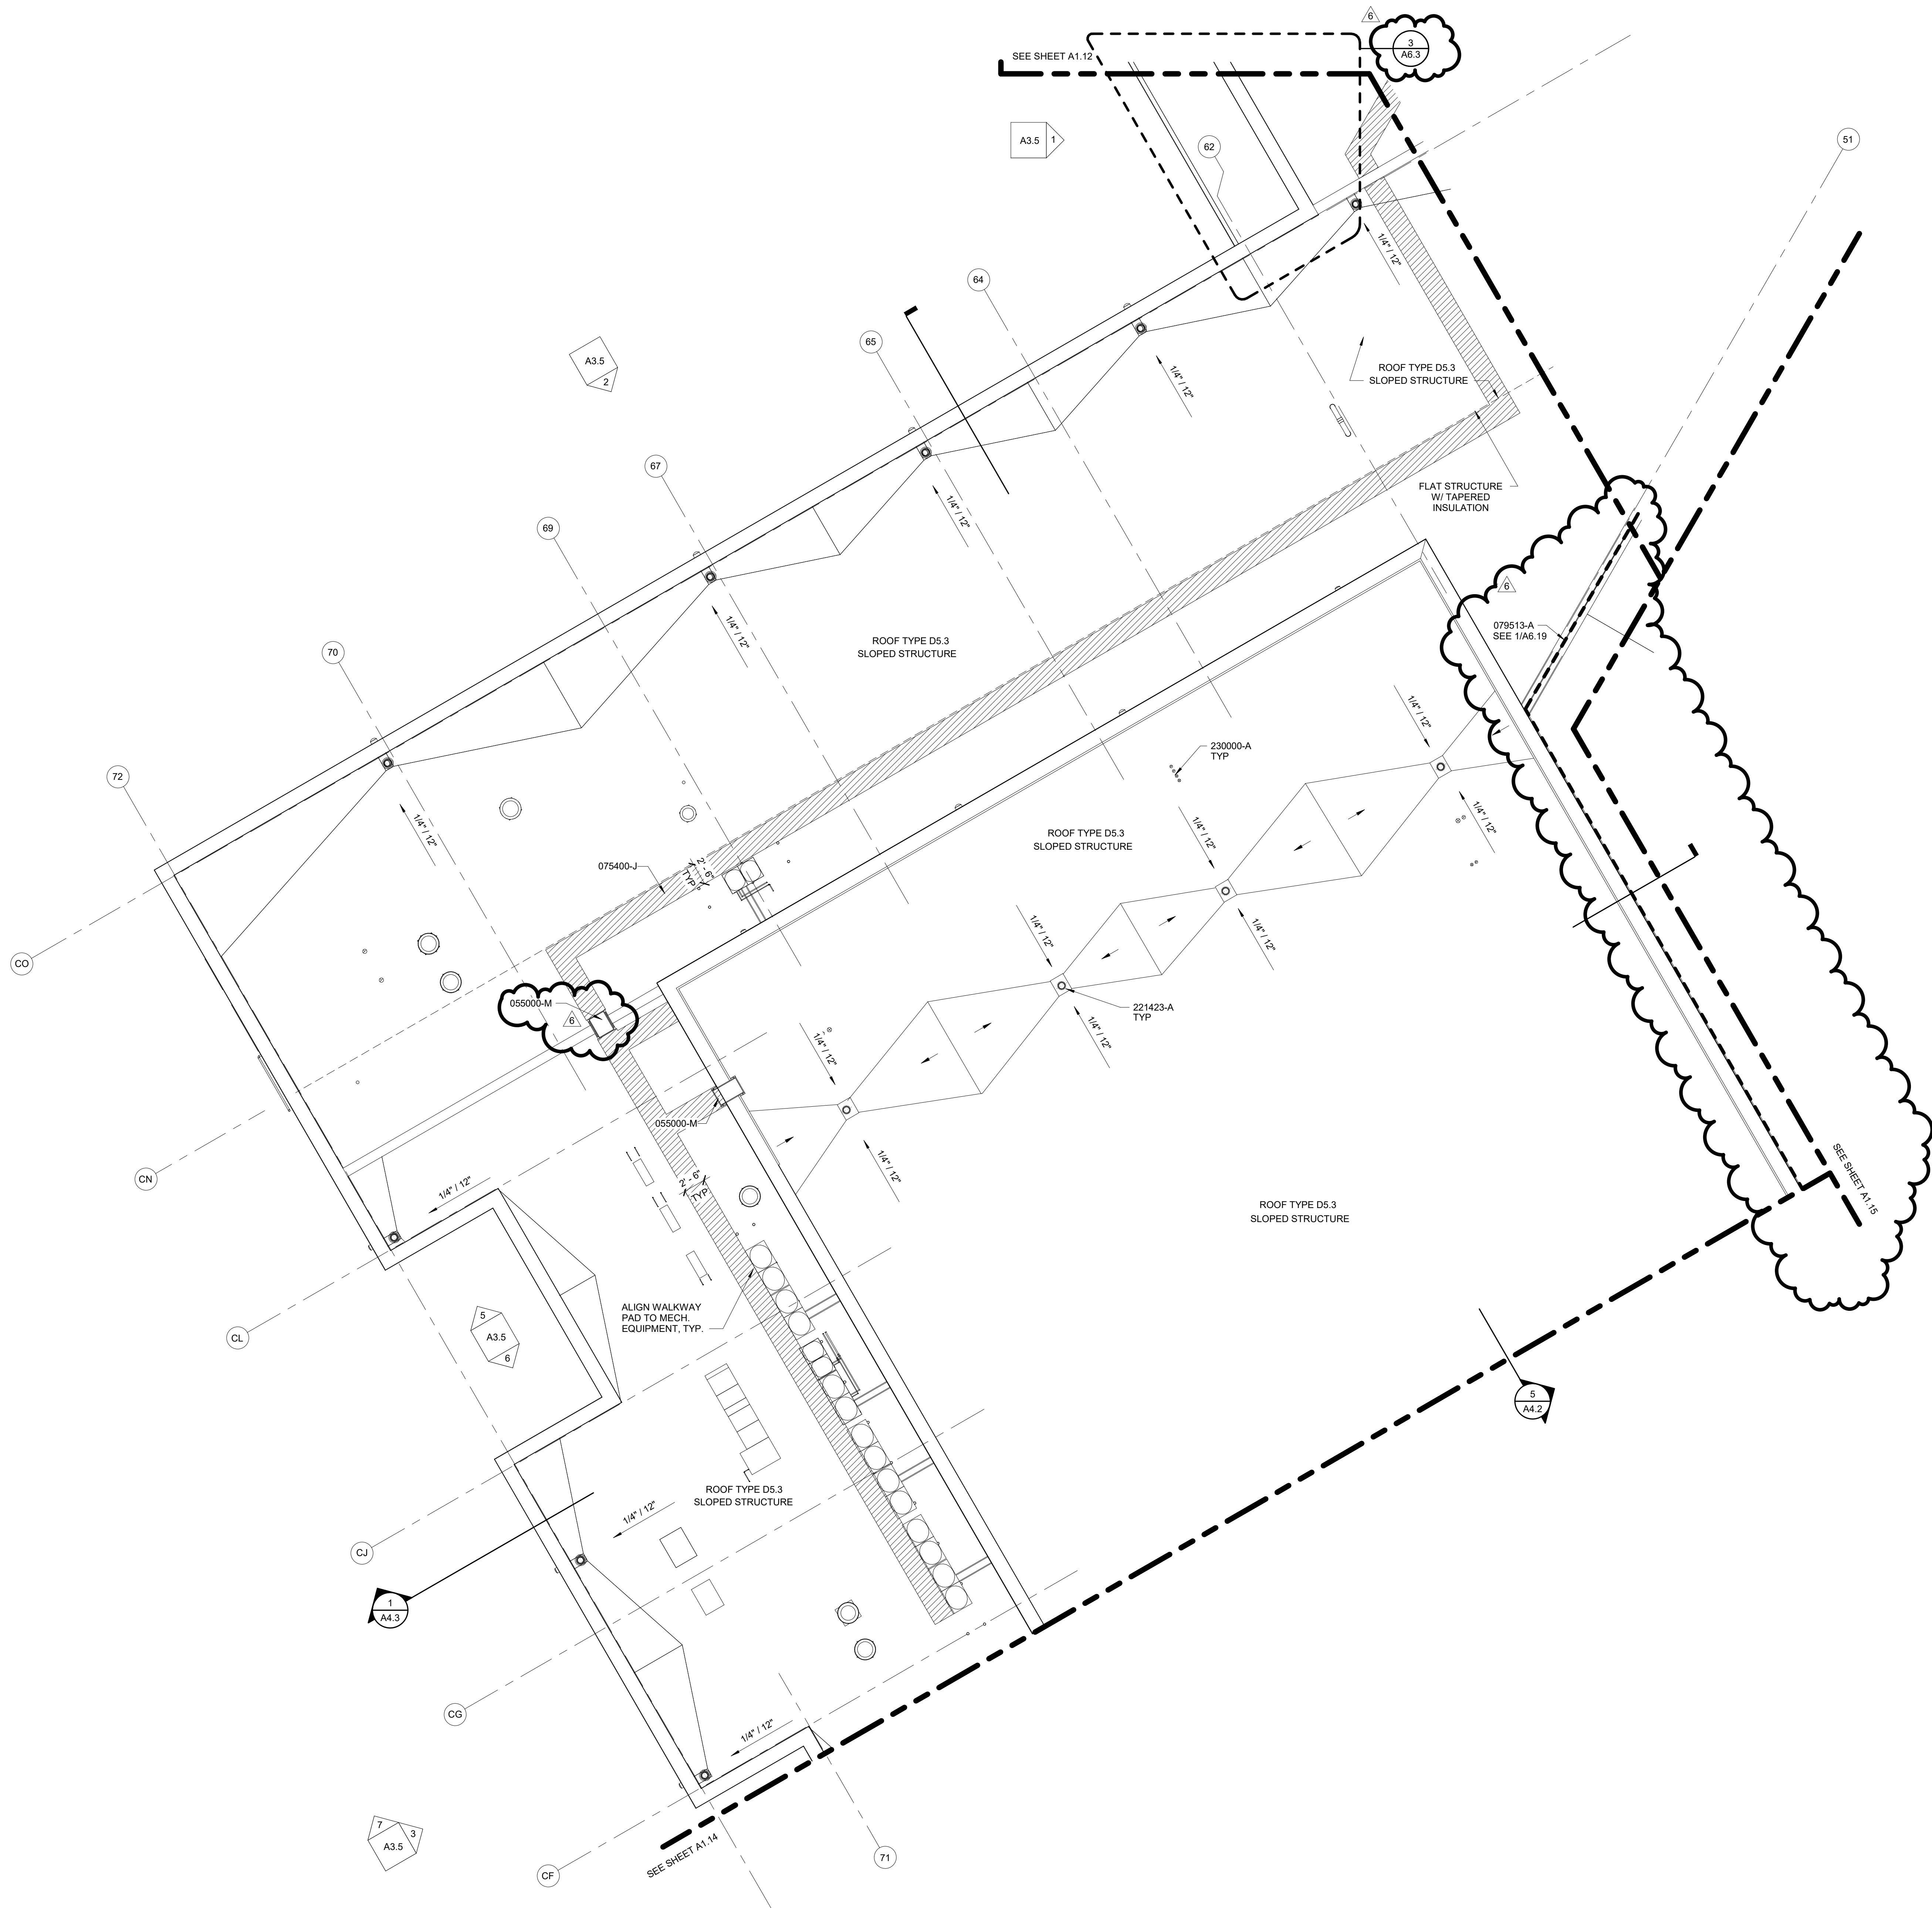 6
3
A6.3
SEE SHEET A1.12
A3.5
1
62
51
1/4" / 12"
64
65
A3.5
2
1/4" / 12"
ROOF TYPE D5.3
SLOPED STRUCTURE
67
69
1/4" / 12"
FLAT STRUCTURE
W/ TAPERED
INSULATION
6
079513-A
SEE 1/A6.19
1/4" / 12"
ROOF TYPE D5.3
SLOPED STRUCTURE
70
1/4" / 12"
72
230000-A
TYP
1/4" / 12"
1/4" / 12"
1/4" / 12"
ROOF TYPE D5.3
SLOPED STRUCTURE
075400-J
2' - 6"
TYP
1/4" / 12"
1/4" / 12"
CO
055000-M
6
221423-A
TYP
1/4" / 12"
1/4" / 12"
055000-M
1/4" / 12"
CN
2' - 6"
TYP
1/4" / 12"
SEE SHEET A1.15
ROOF TYPE D5.3
SLOPED STRUCTURE
ALIGN WALKWAY
PAD TO MECH.
EQUIPMENT, TYP.
5
A3.5
6
CL
5
A4.2
ROOF TYPE D5.3
SLOPED STRUCTURE
1/4" / 12"
CJ
1
A4.3
CG
1/4" / 12"
7
3
A3.5
SEE SHEET A1.14
71
CF